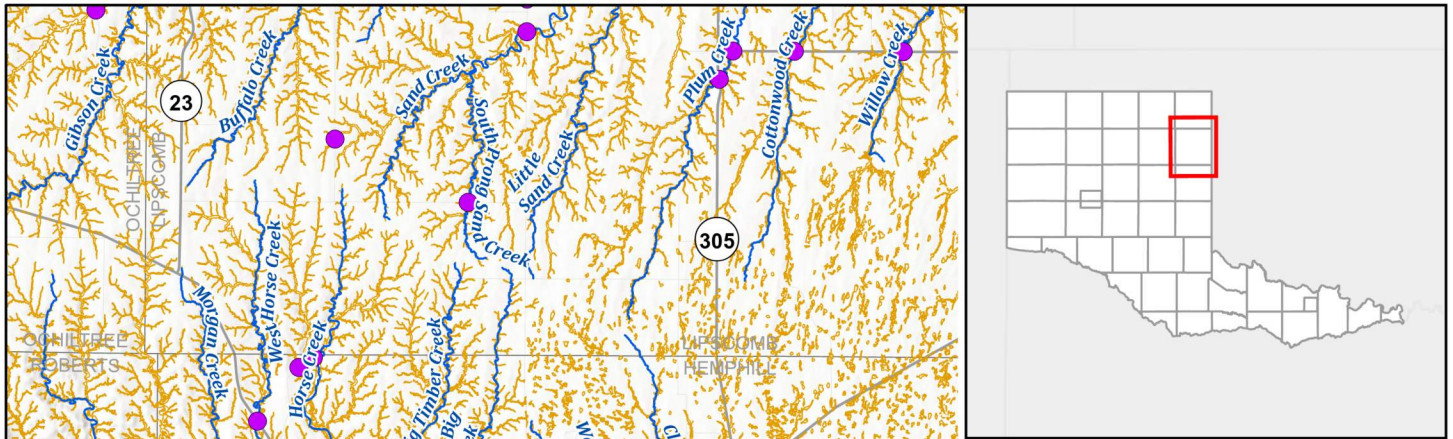 Gibson Creek
23
OCHILTREE
LIPSCOMB
Buffalo Creek
Sand Creek
South Prong Sand Creek
Little
Sand Creek
Plum Creek
Cottonwood Creek
Willow Creek
305
Morgan Creek
West Horse Creek
Horse Creek
OCHILTREE
ROBERTS
Timber Creek
Big
LIPSCOMB
HEMPHILL